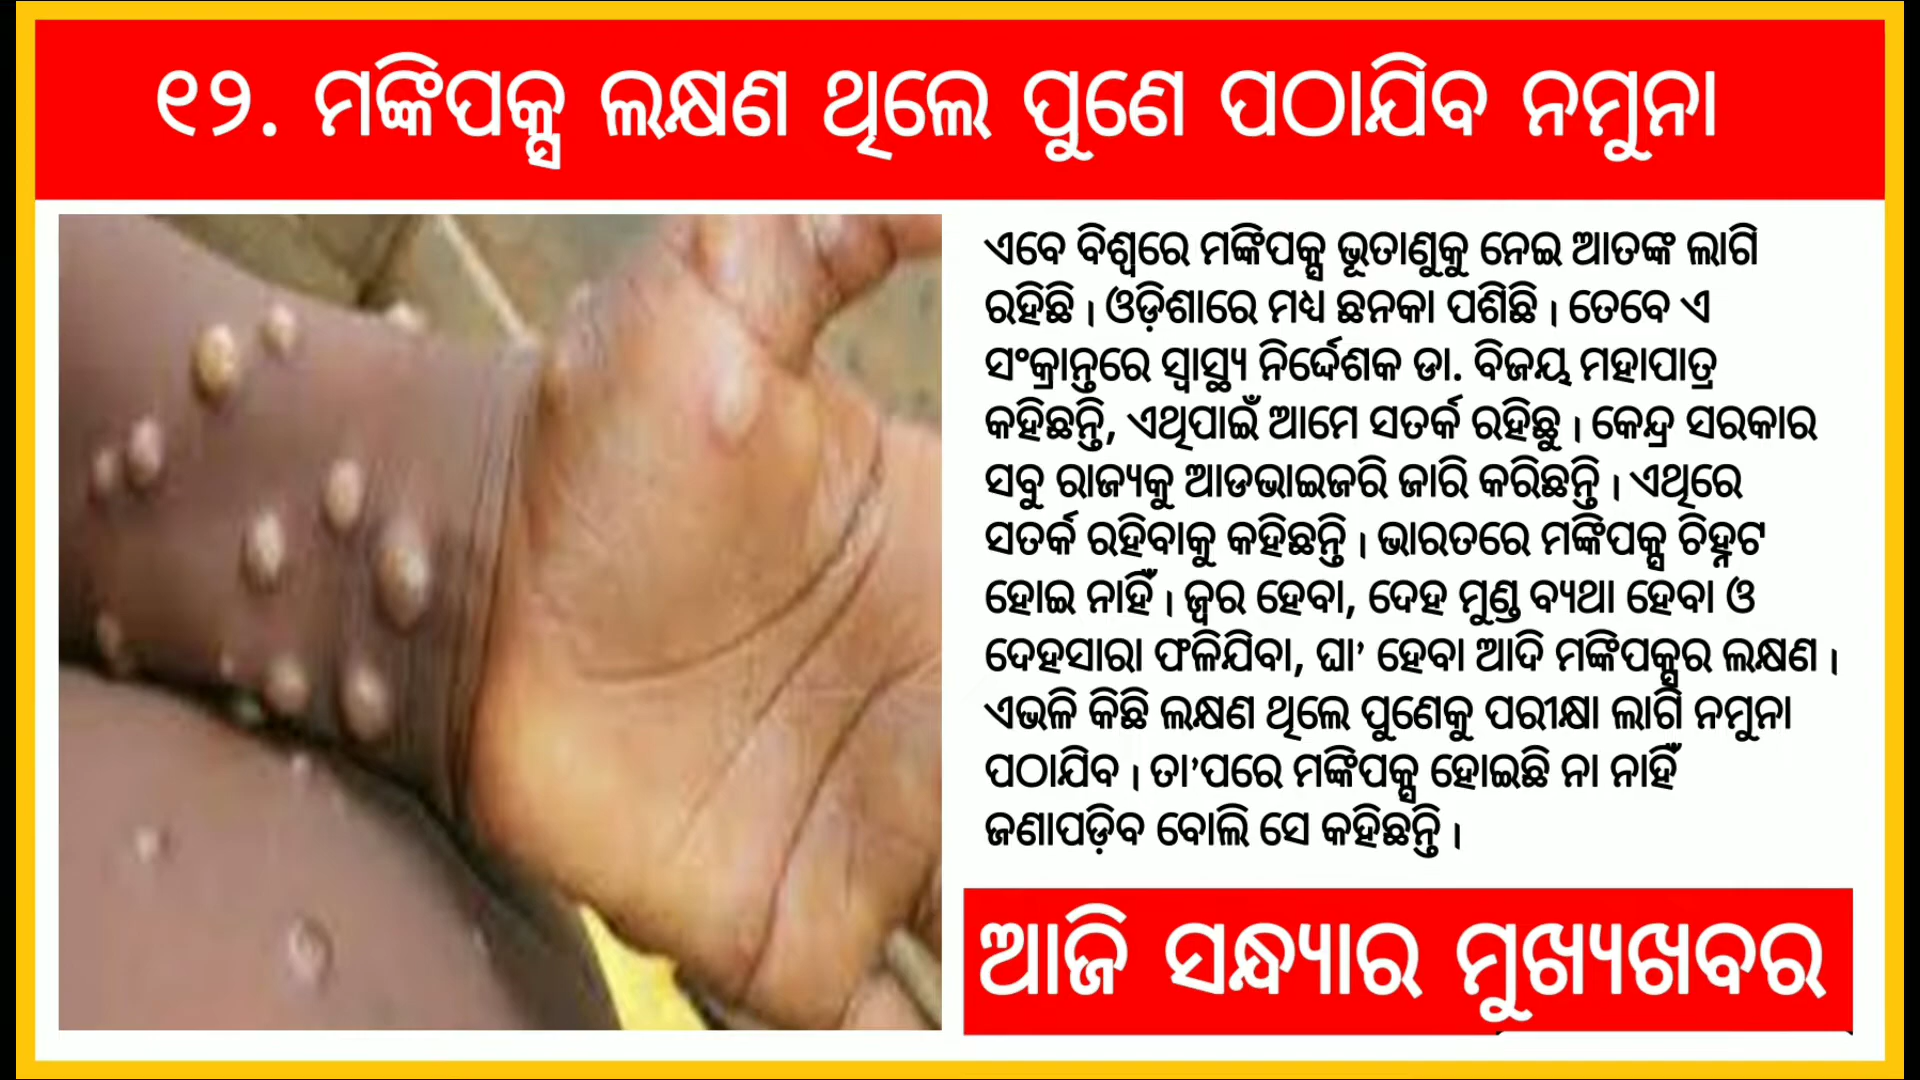 ୧୨. ମଙ୍କିପକ୍ସ ଲକ୍ଷଣ ଥିଲେ ପୁଣେ ପଠାଯିବ ନମୁନା
ଏବେ ବିଶ୍ୱରେ ମଙ୍କିପକ୍ସ ଭୂତାଣୁକୁ ନେଇ ଆତଙ୍କ ଲାଗି
ରହିଛି । ଓଡ଼ିଶାରେ ମଧ୍ୟ ଛନକା ପଶିଛି । ତେବେ ଏ
ସଂକ୍ରାନ୍ତରେ ସ୍ୱାସ୍ଥ୍ୟ ନିର୍ଦ୍ଦେଶକ ଡା. ବିଜୟ ମହାପାତ୍ର
କହିଛନ୍ତି, ଏଥିପାଇଁ ଆମେ ସତର୍କ ରହିଛୁ । କେନ୍ଦ୍ର ସରକାର
ସବୁ ରାଜ୍ୟକୁ ଆଡଭାଇଜରି ଜାରି କରିଛନ୍ତି । ଏଥିରେ
ସତର୍କ ରହିବାକୁ କହିଛନ୍ତି । ଭାରତରେ ମଙ୍କିପକ୍ସ ଚିହ୍ନଟ
ହୋଇ ନାହିଁ । ଜ୍ୱର ହେବା, ଦେହ ମୁଣ୍ଡ ବ୍ୟଥା ହେବା ଓ
ଦେହସାରା ଫଳିଯିବା, ଘା' ହେବା ଆଦି ମଙ୍କିପକ୍ସର ଲକ୍ଷଣ ।
ଏଭଳି କିଛି ଲକ୍ଷଣ ଥିଲେ ପୁଣେକୁ ପରୀକ୍ଷା ଲାଗି ନମୁନା
ପଠାଯିବ । ତା'ପରେ ମଙ୍କିପକ୍ସ ହୋଇଛି ନା ନାହିଁ
ଜଣାପଡ଼ିବ ବୋଲି ସେ କହିଛନ୍ତି ।
ଆଜି ସନ୍ଧ୍ୟାର ମୁଖ୍ୟଖବର